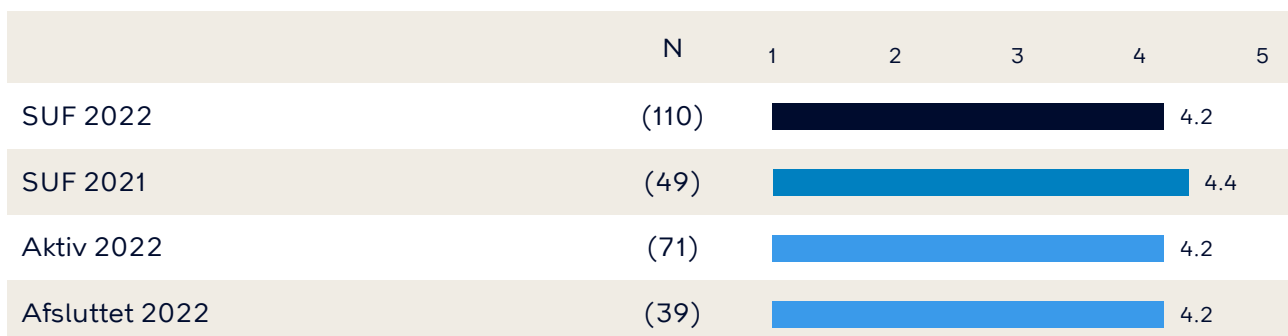 N 1 2 3 4 5
SUF 2022 (110) 4.2
SUF 2021 (49) 4.4
Aktiv 2022 (71) 4.2
Afsluttet 2022 (39) 4.2